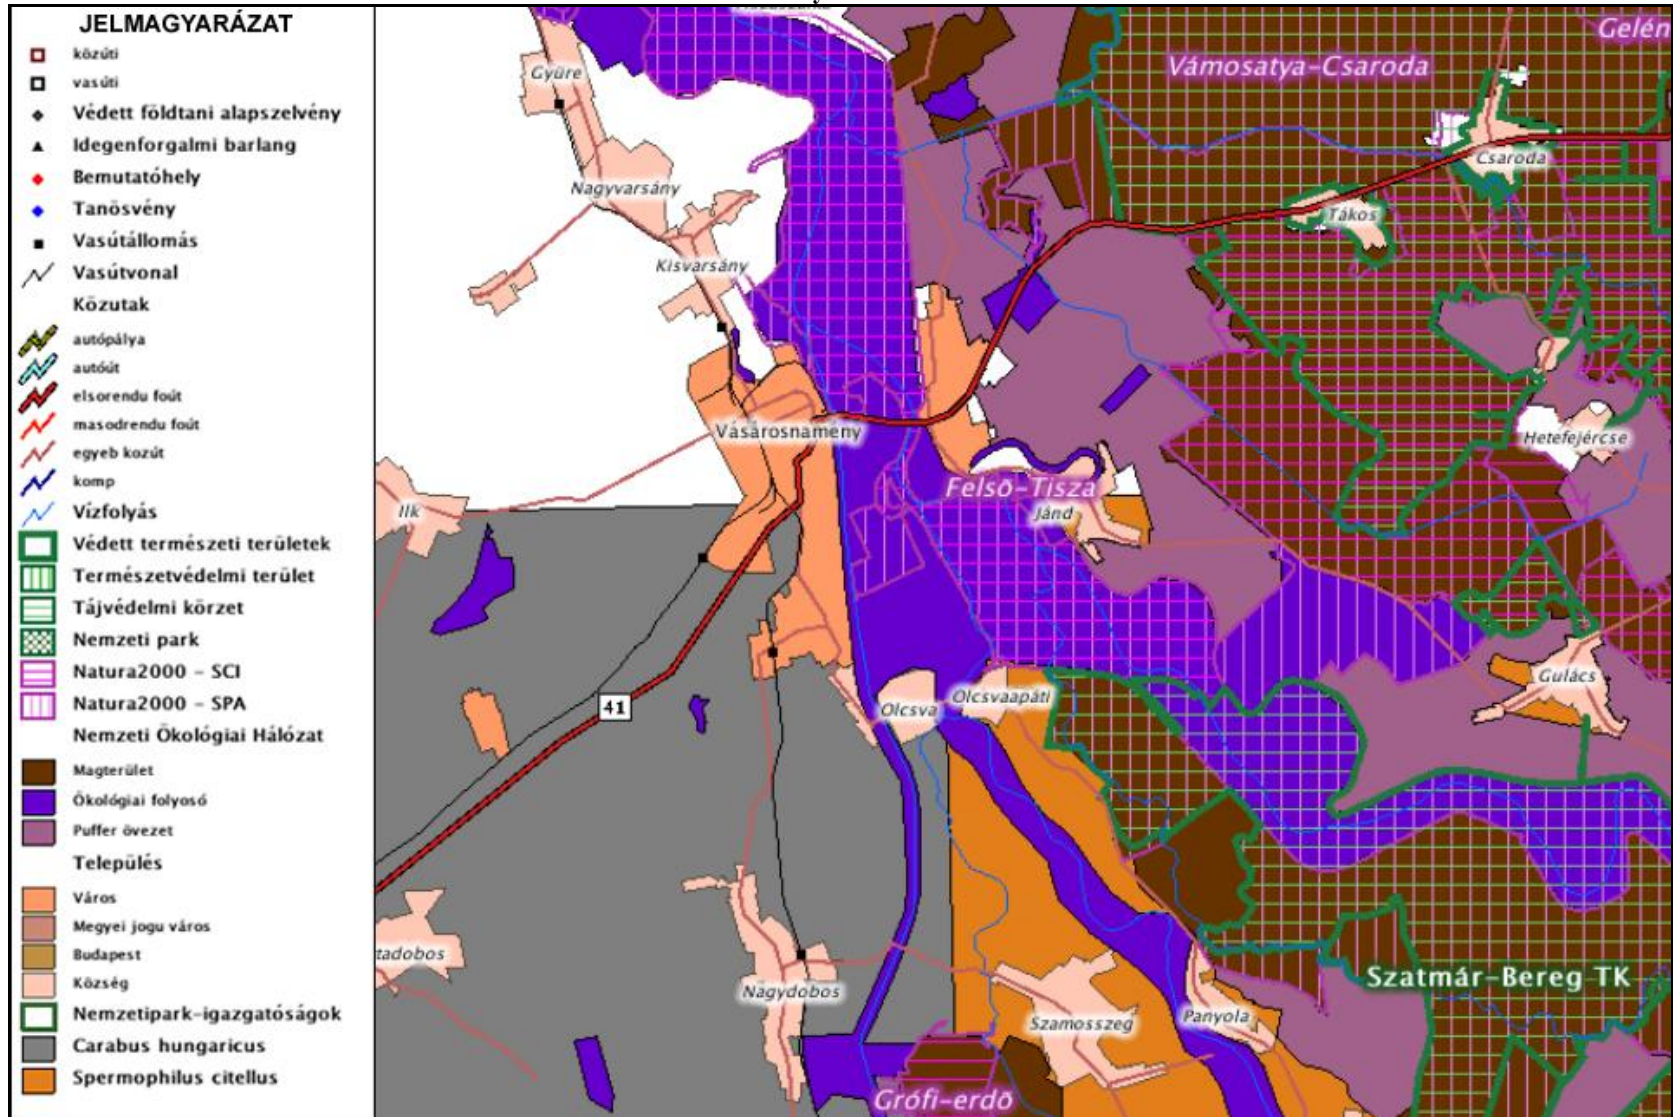 JELMAGYARÁZAT
közúti
vasúti
Védett földtani alapszelvény
Idegenforgalmi barlang
Bemutatóhely
Tanösvény
Vasútállomás
Vasútvonal
Közutak
autópálya
autóút
elsorendu foút
masodrendu foút
egyeb kozút
komp
Vízfolyás
Védett természeti területek
Természetvédelmi terület
Tájvédelmi körzet
Nemzeti park
Natura2000 - SCI
Natura2000 - SPA
Nemzeti Ökológiai Hálózat
Magterület
Ökológiai folyosó
Puffer övezet
Település
Város
Megyei jogu város
Budapest
Község
Nemzetipark-igazgatóságok
Carabus hungaricus
Spermophilus citellus
Gelén
Vámosatya-Csaroda
Gyüre
Csaroda
Nagyvarsány
Tákos
Kisvarsány
Vásárosnamény
Hetefejércse
Felsõ-Tisza
Ilk
Jánd
Gulács
Olcsvaapáti
Olcsva
41
tadobos
Nagydobos
Szatmár-Bereg TK
Szamosszeg
Panyola
Grófi-erdõ